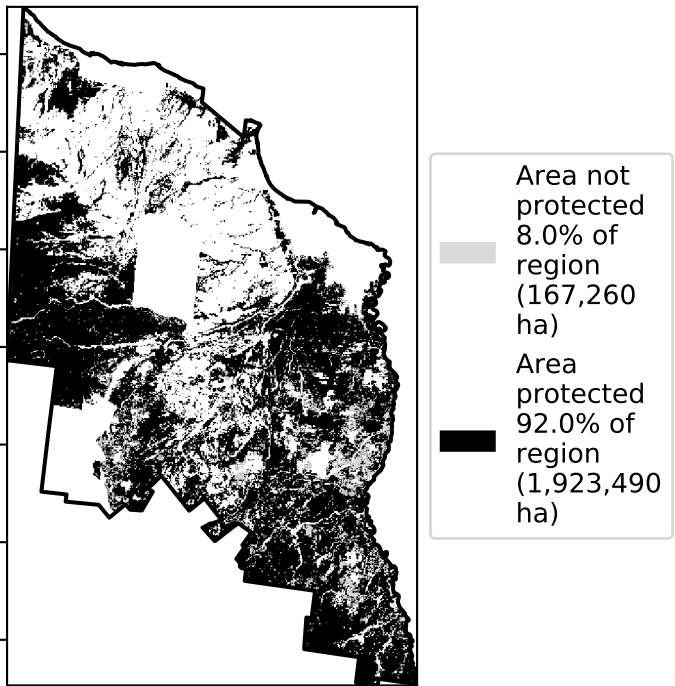 Area not
protected
8.0% of
region
(167,260
ha)
Area
protected
92.0% of
region
(1,923,490
ha)